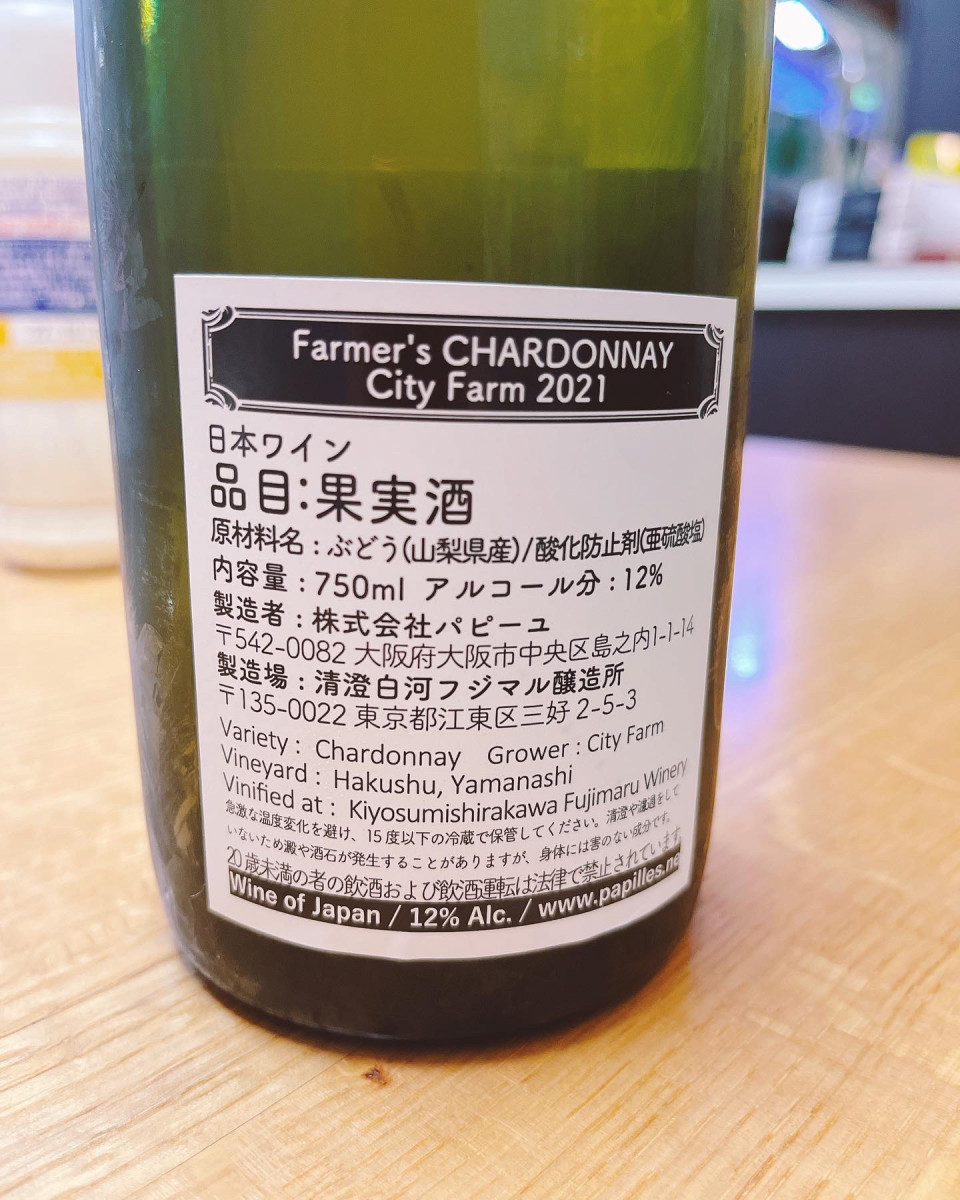 Farmer's CHARDONNAY
City Farm 2021
日本ワイン
品目:果実酒
原材料名:ぶどう(山梨県産)/酸化防止剤(亜硫酸塩)
内容量:750ml アルコール分:12%
製造者:株式会社パピーユ
〒542-0082 大阪府大阪市中央区島之内1-1-14
製造場:清澄白河フジマル醸造所
〒135-0022 東京都江東区三好 2-5-3
Variety: Chardonnay Grower: City Farm
Vineyard: Hakushu, Yamanashi
Vinified at: Kiyosumishirakawa Fujimaru Winery
急激な温度変化を避け、15度以下の冷蔵で保管してください。清澄や濾過をして
いないため澱や酒石が発生することがありますが、身体には害のない成分です。
20歳未満の者の飲酒および飲酒運転は法律で禁止されています
Wine of Japan / 12% Alc. / www.papilles.ne